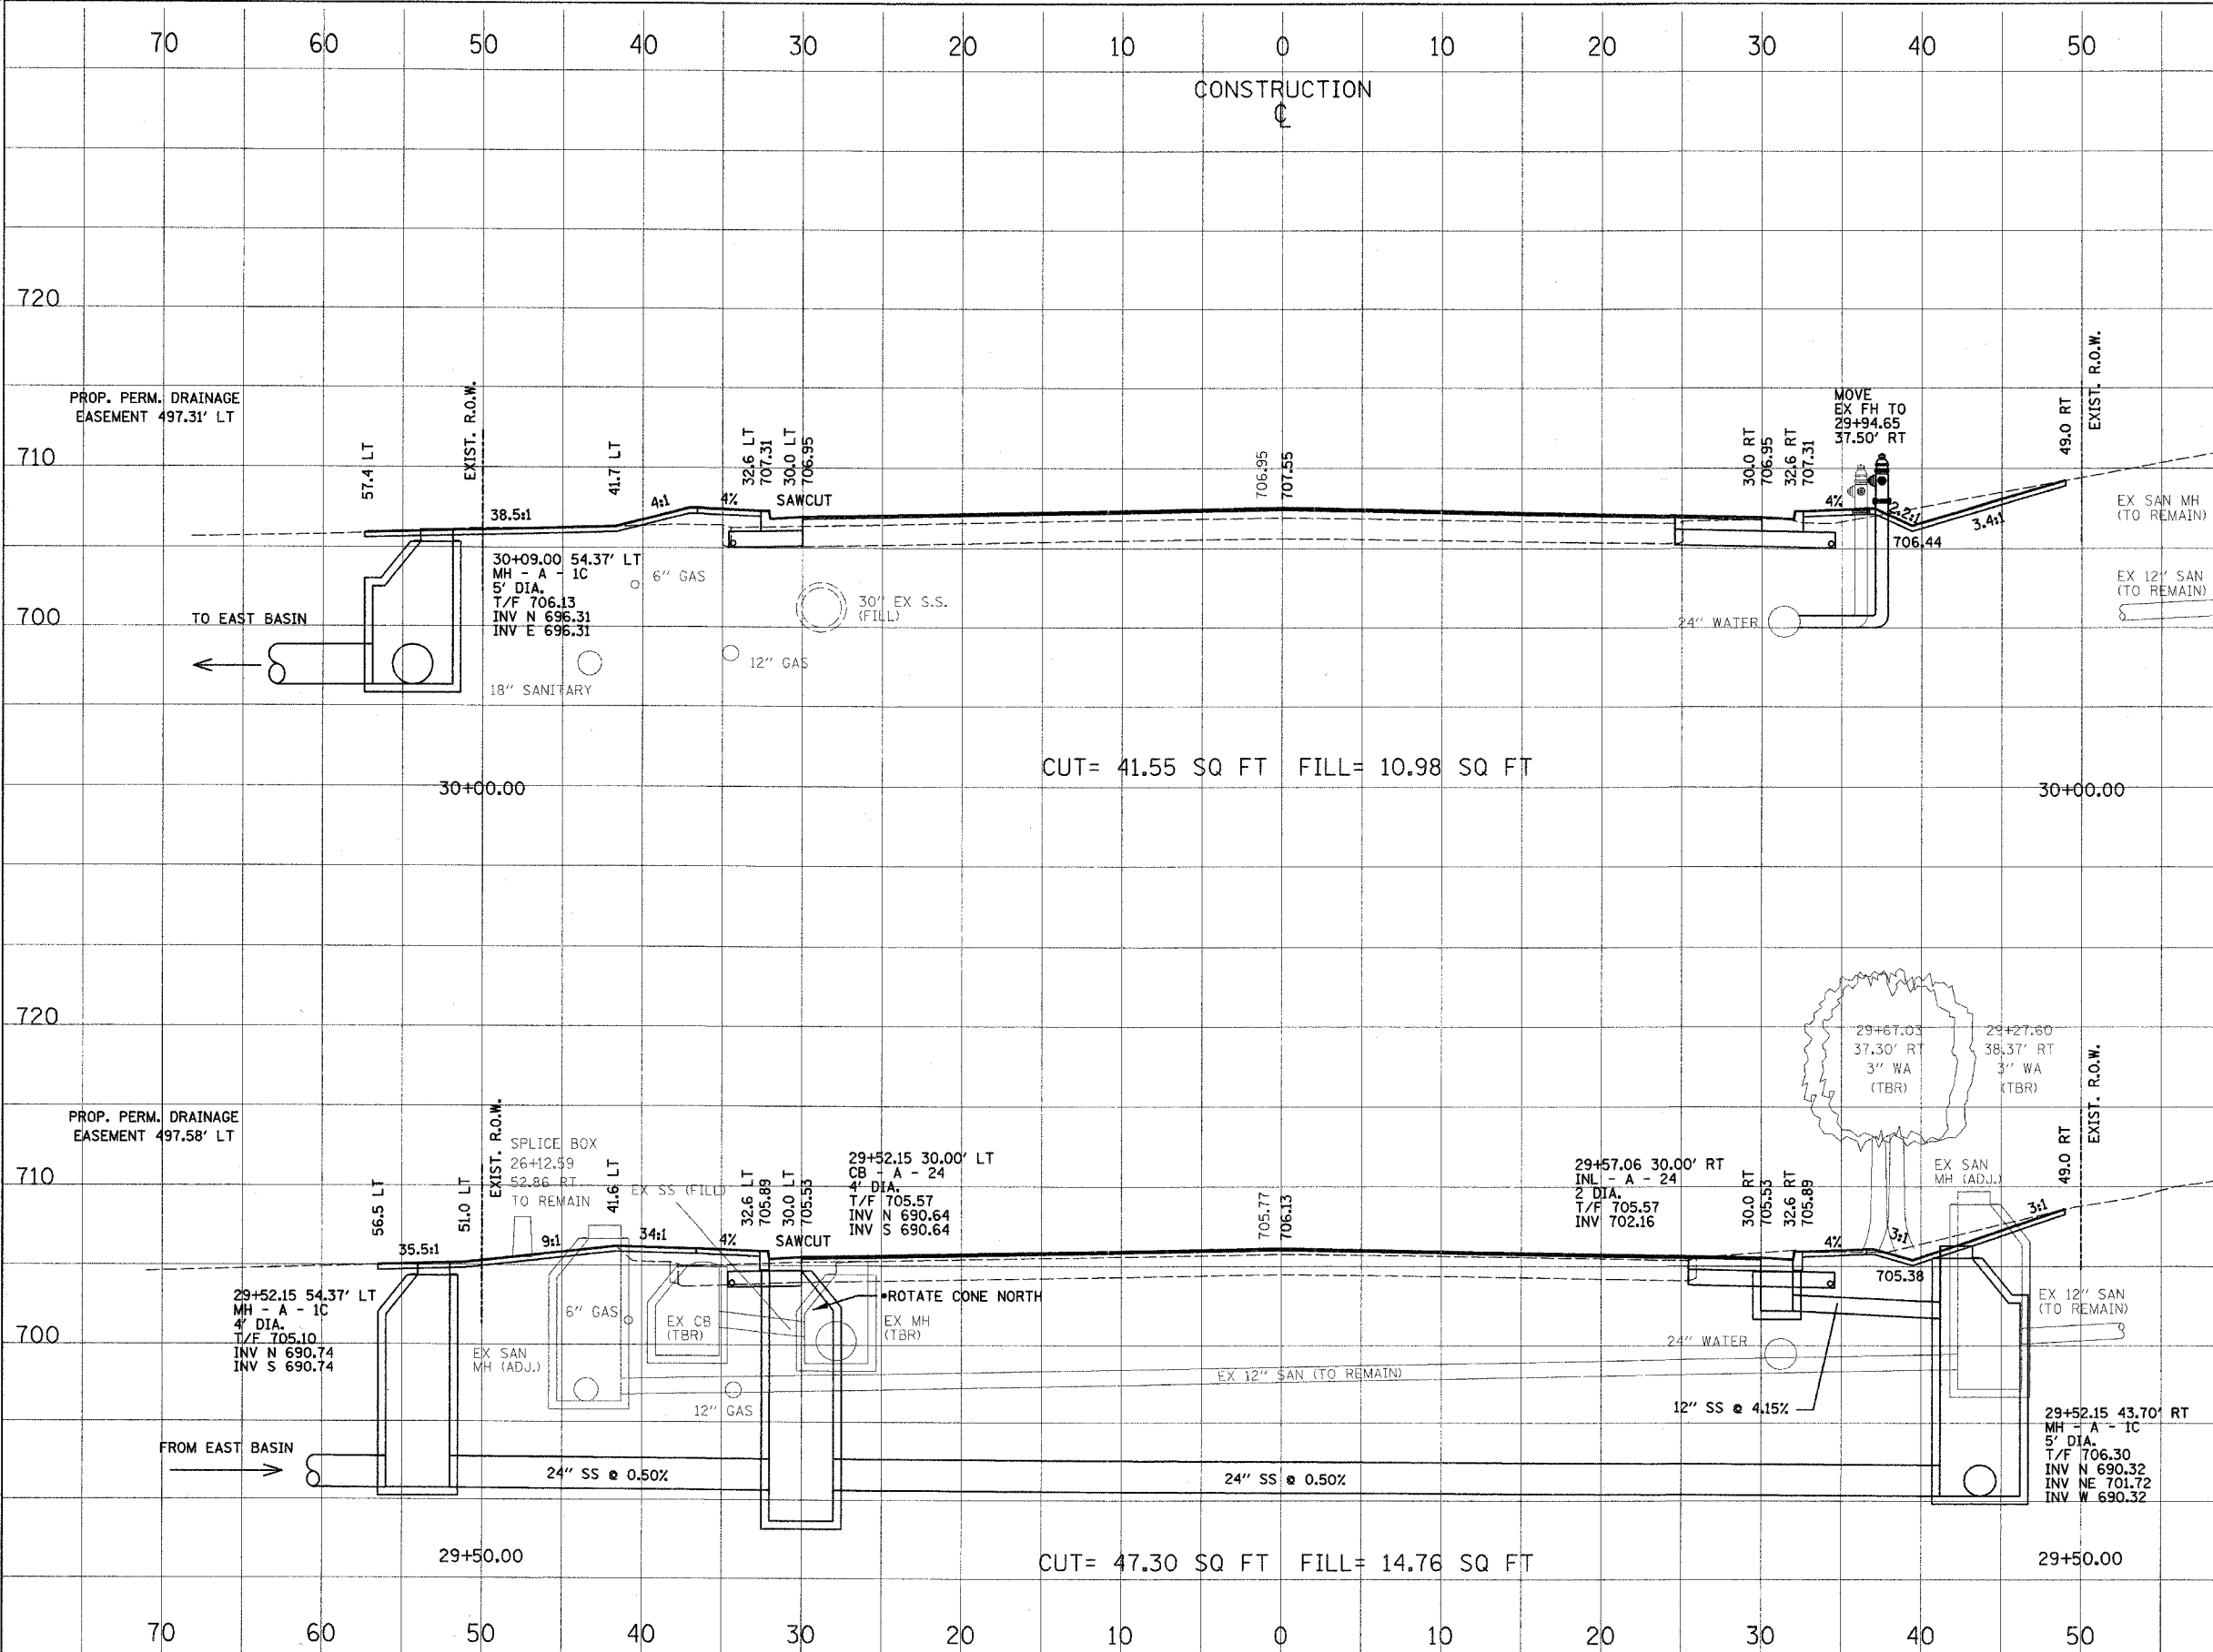 70 60 50 40 30 20 10 0 10 20 30 40 50
CONSTRUCTION
℄
720
PROP. PERM. DRAINAGE
EASEMENT 497.31' LT
710
57.4 LT
EXIST. R.O.W.
41.7 LT
32.6 LT
707.31
30.0 LT
706.95
706.95
707.55
30.0 RT
706.95
32.6 RT
707.31
MOVE
EX FH TO
29+94.65
37.50' RT
49.0 RT
EXIST. R.O.W.
38.5:1
4:1
4%
SAWCUT
4%
2.2:1
3.4:1
706.44
EX SAN MH
(TO REMAIN)
EX 12" SAN
(TO REMAIN)
700
TO EAST BASIN
30+09.00 54.37' LT
MH - A - 1C
5' DIA.
T/F 706.13
INV N 696.31
INV E 696.31
6" GAS
30" EX S.S.
(FILL)
12" GAS
18" SANITARY
24" WATER
CUT= 41.55 SQ FT FILL= 10.98 SQ FT
30+00.00
30+00.00
720
29+67.03
37.30' RT
3" WA
(TBR)
29+27.60
38.37' RT
3" WA
(TBR)
PROP. PERM. DRAINAGE
EASEMENT 497.58' LT
710
56.5 LT
51.0 LT
EXIST. R.O.W.
SPLICE BOX
26+12.59
52.86 RT
TO REMAIN
41.6 LT
EX SS (FILL)
32.6 LT
705.89
30.0 LT
705.53
SAWCUT
29+52.15 30.00' LT
CB - A - 24
4' DIA.
T/F 705.57
INV N 690.64
INV S 690.64
705.77
706.13
29+57.06 30.00' RT
INL - A - 24
2 DIA.
T/F 705.57
INV 702.16
30.0 RT
705.53
32.6 RT
705.89
EX SAN
MH (ADJ.)
49.0 RT
EXIST. R.O.W.
35.5:1
9:1
34:1
4%
4%
3:1
3:1
705.38
29+52.15 54.37' LT
MH - A - 1C
4' DIA.
T/F 705.10
INV N 690.74
INV S 690.74
700
EX SAN
MH (ADJ.)
6" GAS
EX CB
(TBR)
12" GAS
*ROTATE CONE NORTH
EX MH
(TBR)
EX 12" SAN (TO REMAIN)
24" WATER
12" SS @ 4.15%
EX 12" SAN
(TO REMAIN)
FROM EAST BASIN
24" SS @ 0.50%
24" SS @ 0.50%
29+52.15 43.70' RT
MH - A - 1C
5' DIA.
T/F 706.30
INV N 690.32
INV NE 701.72
INV W 690.32
29+50.00
CUT= 47.30 SQ FT FILL= 14.76 SQ FT
29+50.00
70 60 50 40 30 20 10 0 10 20 30 40 50